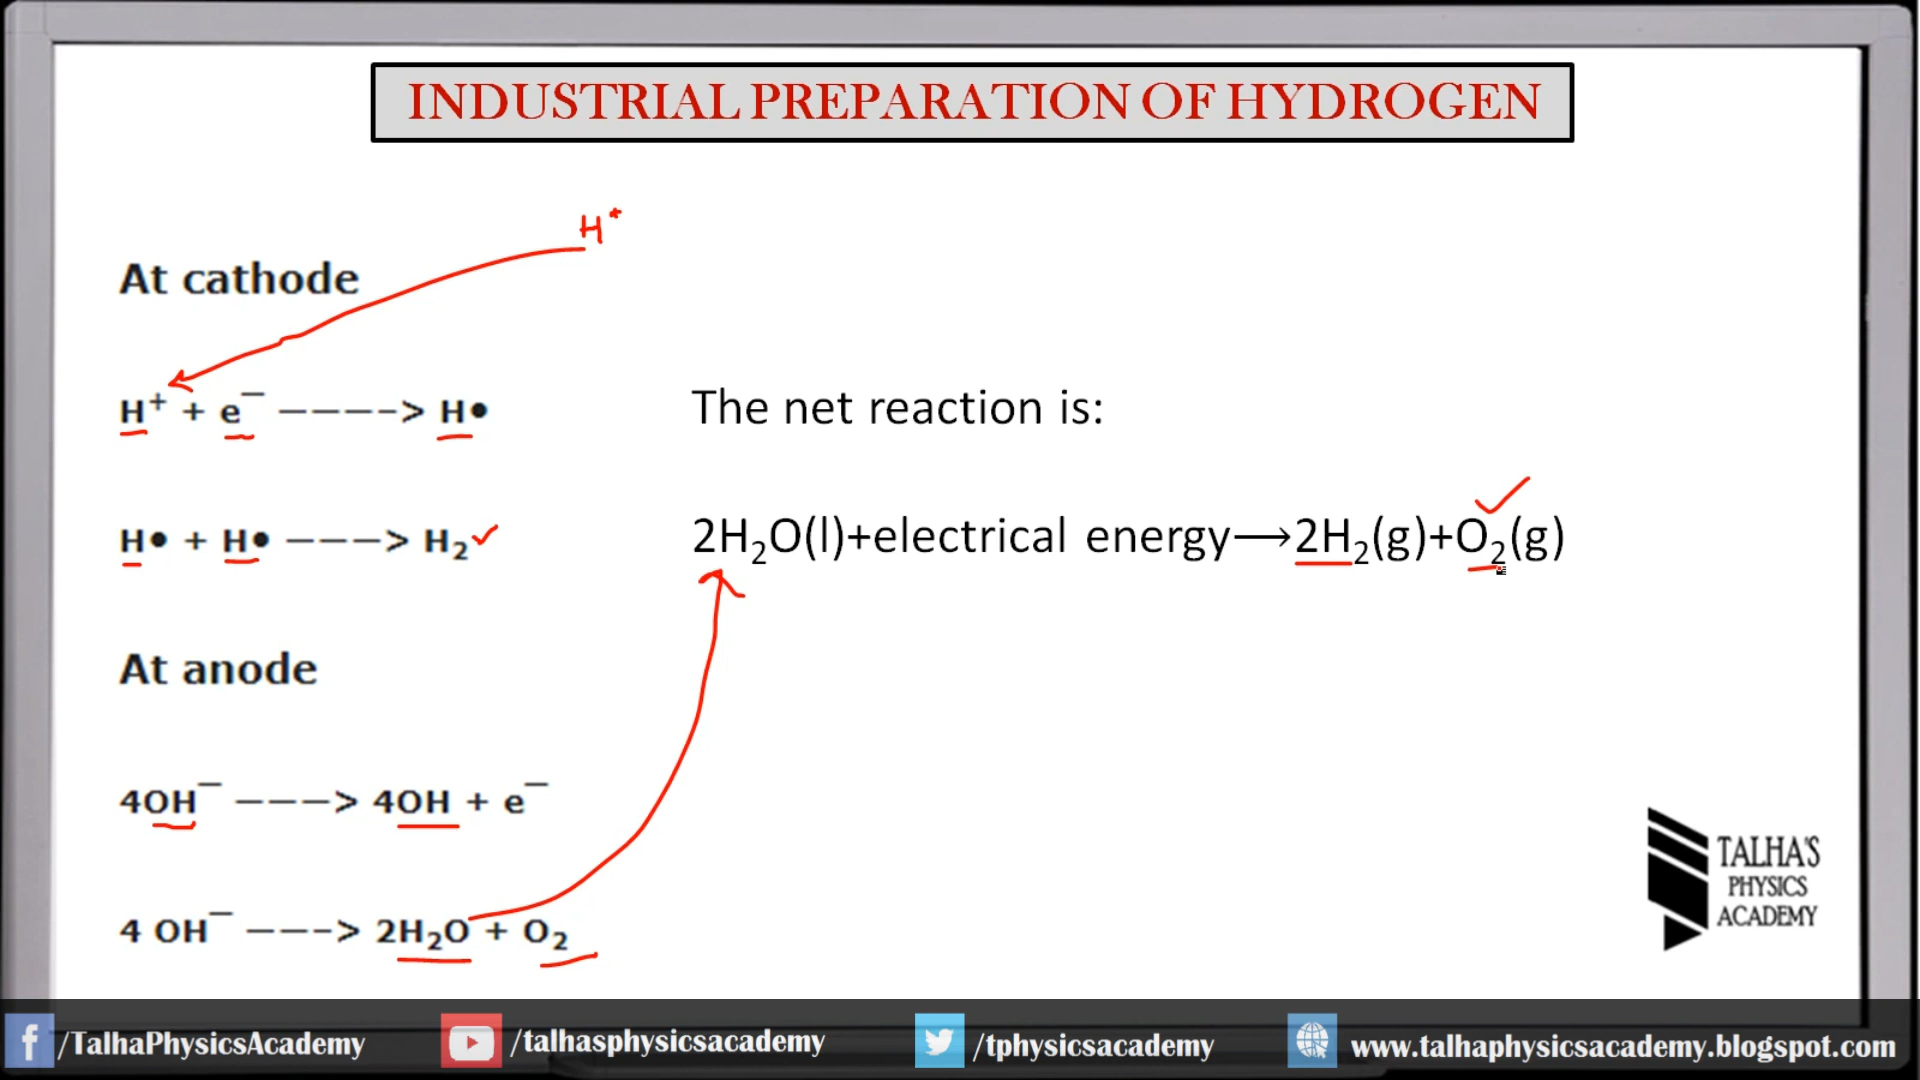 INDUSTRIAL PREPARATION OF HYDROGEN
H⁺
At cathode
H⁺ + e⁻ ----> H•
H• + H• ---> H₂
At anode
4OH⁻ ---> 4OH + e⁻
4 OH⁻ ---> 2H₂O + O₂
The net reaction is:
2H₂O(l)+electrical energy⟶2H₂(g)+O₂(g)
TALHA'S
PHYSICS
ACADEMY
/TalhaPhysicsAcademy
/talhasphysicsacademy
/tphysicsacademy
www.talhaphysicsacademy.blogspot.com